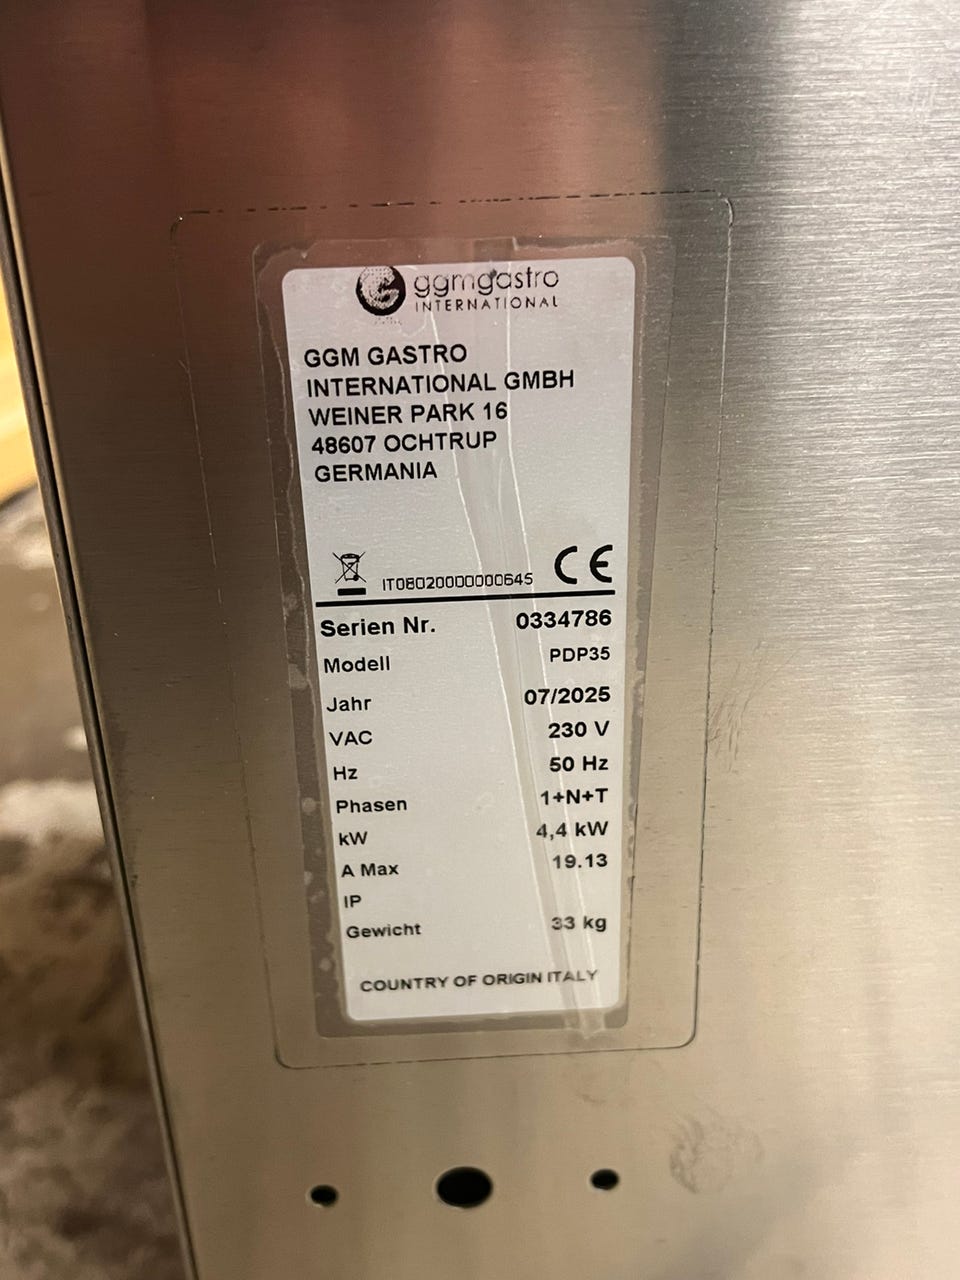 ggmgastro
INTERNATIONAL
GGM GASTRO
INTERNATIONAL GMBH
WEINER PARK 16
48607 OCHTRUP
GERMANIA
IT08020000000645 CE
Serien Nr. 0334786
Modell PDP35
Jahr 07/2025
VAC 230 V
Hz 50 Hz
Phasen 1+N+T
kW 4,4 kW
A Max 19.13
IP
Gewicht 33 kg
COUNTRY OF ORIGIN ITALY